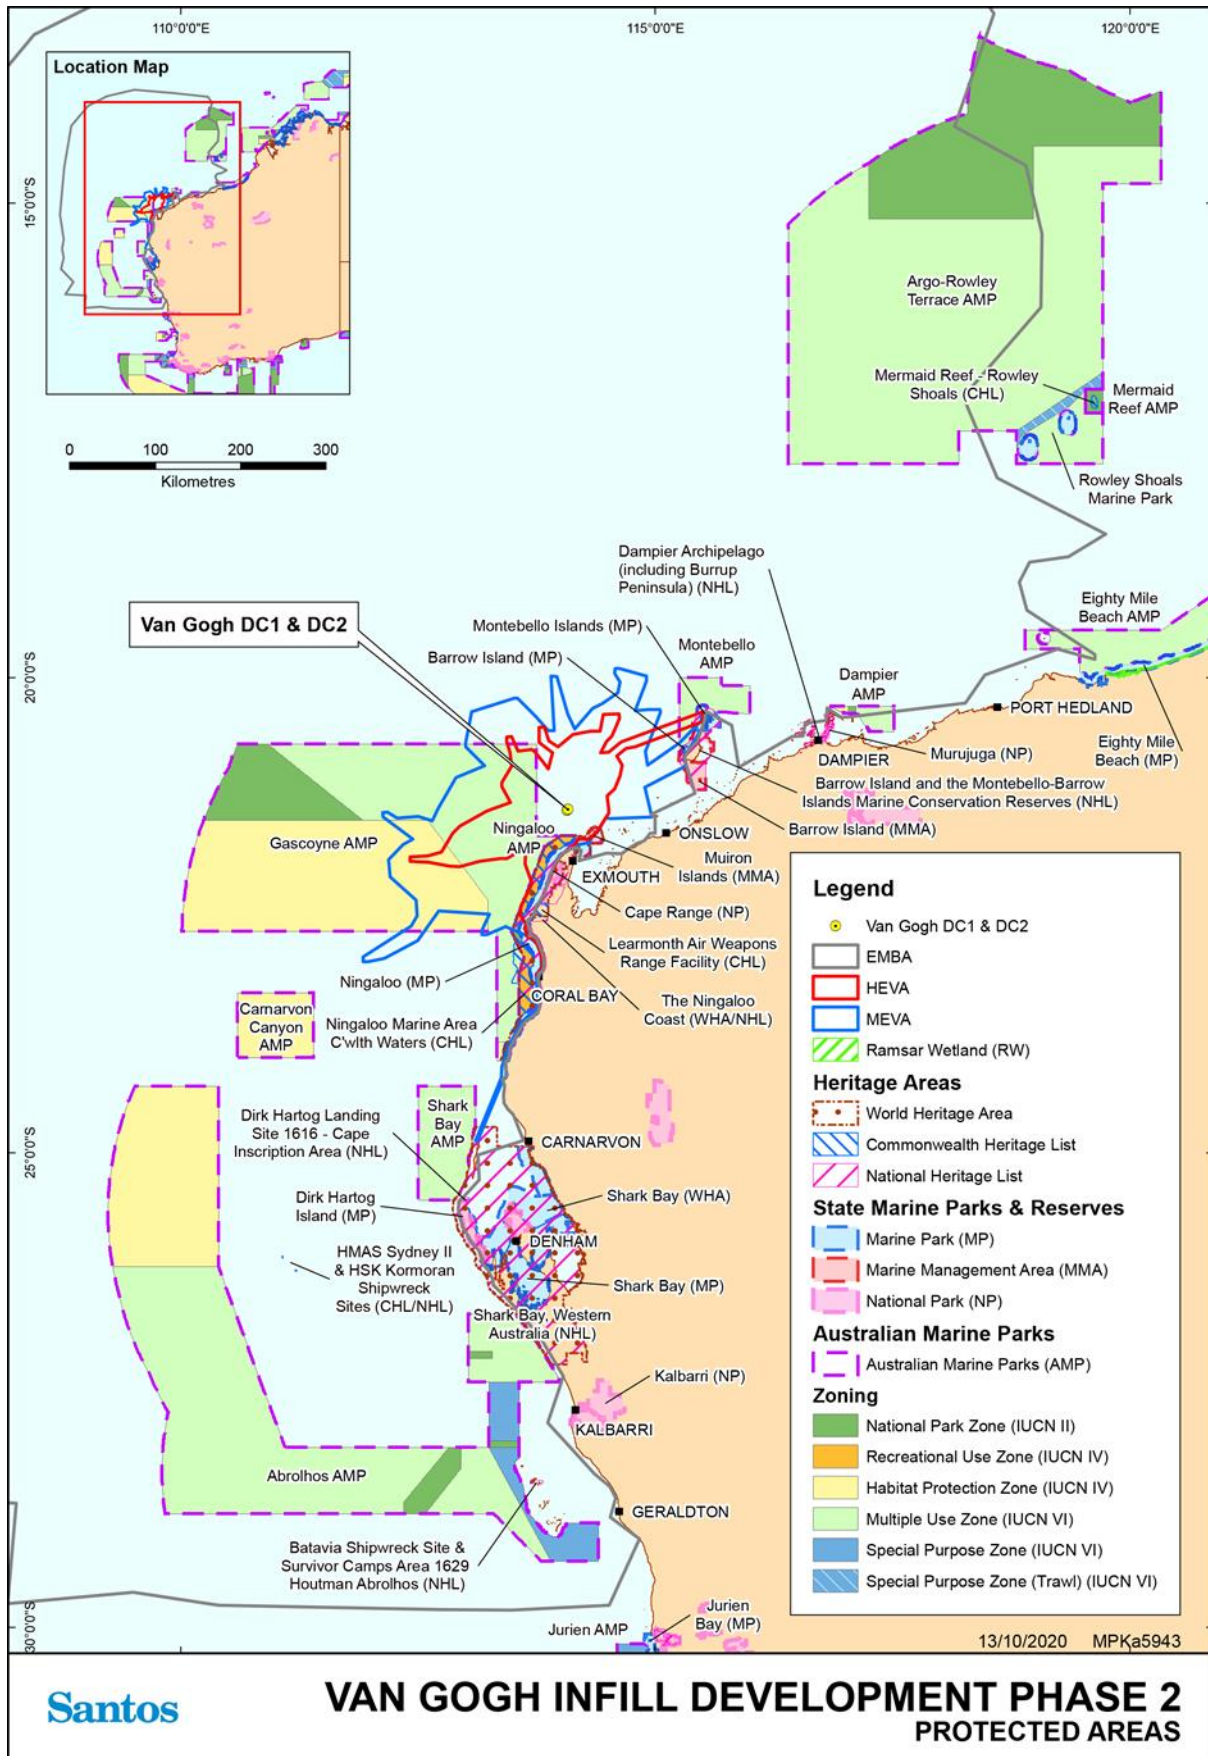 110°0'0"E
115°0'0"E
120°0'0"E
Location Map
15°0'0"S
0
100
200
300
Kilometres
Argo-Rowley
Terrace AMP
Mermaid Reef - Rowley
Shoals (CHL)
Mermaid
Reef AMP
Rowley Shoals
Marine Park
Dampier Archipelago
(including Burrup
Peninsula) (NHL)
Van Gogh DC1 & DC2
Montebello Islands (MP)
Barrow Island (MP)
Montebello
AMP
Eighty Mile
Beach AMP
Dampier
AMP
20°0'0"S
PORT HEDLAND
DAMPIER
Murujuga (NP)
Eighty Mile
Beach (MP)
Barrow Island and the Montebello-Barrow
Islands Marine Conservation Reserves (NHL)
Barrow Island (MMA)
Gascoyne AMP
Ningaloo
AMP
ONSLOW
Muiron
Islands (MMA)
EXMOUTH
Cape Range (NP)
Learmonth Air Weapons
Range Facility (CHL)
Ningaloo (MP)
CORAL BAY
The Ningaloo
Coast (WHA/NHL)
Carnarvon
Canyon
AMP
Ningaloo Marine Area
C'wlth Waters (CHL)
Shark
Bay
AMP
Dirk Hartog Landing
Site 1616 - Cape
Inscription Area (NHL)
CARNARVON
25°0'0"S
Dirk Hartog
Island (MP)
Shark Bay (WHA)
DENHAM
HMAS Sydney II
& HSK Kormoran
Shipwreck
Sites (CHL/NHL)
Shark Bay (MP)
Shark Bay, Western
Australia (NHL)
Kalbarri (NP)
KALBARRI
Abrolhos AMP
GERALDTON
Batavia Shipwreck Site &
Survivor Camps Area 1629
Houtman Abrolhos (NHL)
Jurien AMP
Jurien
Bay (MP)
30°0'0"S
Legend
Van Gogh DC1 & DC2
EMBA
HEVA
MEVA
Ramsar Wetland (RW)
Heritage Areas
World Heritage Area
Commonwealth Heritage List
National Heritage List
State Marine Parks & Reserves
Marine Park (MP)
Marine Management Area (MMA)
National Park (NP)
Australian Marine Parks
Australian Marine Parks (AMP)
Zoning
National Park Zone (IUCN II)
Recreational Use Zone (IUCN IV)
Habitat Protection Zone (IUCN IV)
Multiple Use Zone (IUCN VI)
Special Purpose Zone (IUCN VI)
Special Purpose Zone (Trawl) (IUCN VI)
13/10/2020 MPKa5943
Santos
VAN GOGH INFILL DEVELOPMENT PHASE 2
PROTECTED AREAS